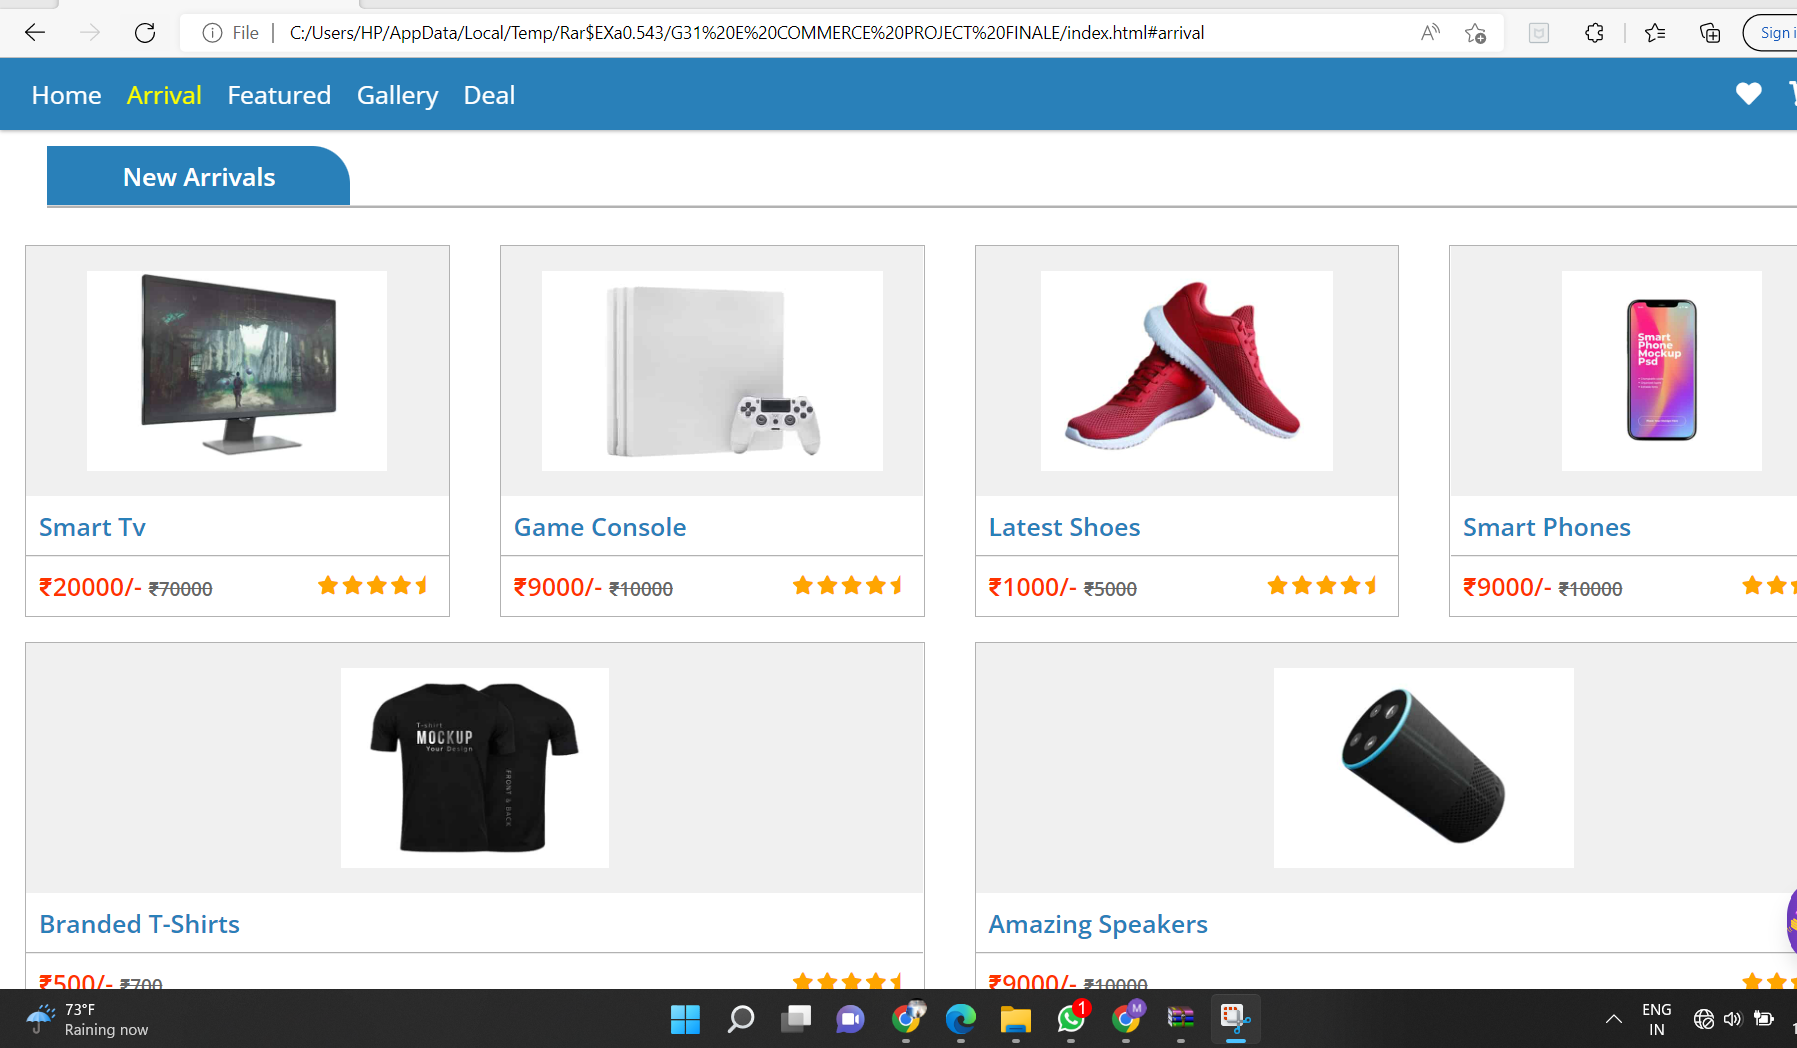 File C:/Users/HP/AppData/Local/Temp/Rar$EXa0.543/G31%20E%20COMMERCE%20PROJECT%20FINALE/index.html#arrival
Sign i
Home Arrival Featured Gallery Deal
New Arrivals
Smart
Phone
Mockup
Psd
Smart Tv
Game Console
Latest Shoes
Smart Phones
₹20000/- ₹70000
₹9000/- ₹10000
₹1000/- ₹5000
₹9000/- ₹10000
T-shirt
MOCKUP
Your Design
FRONT & BACK
Branded T-Shirts
Amazing Speakers
₹500/- ₹700
₹9000/- ₹10000
73°F
Raining now
1
M
ENG
IN